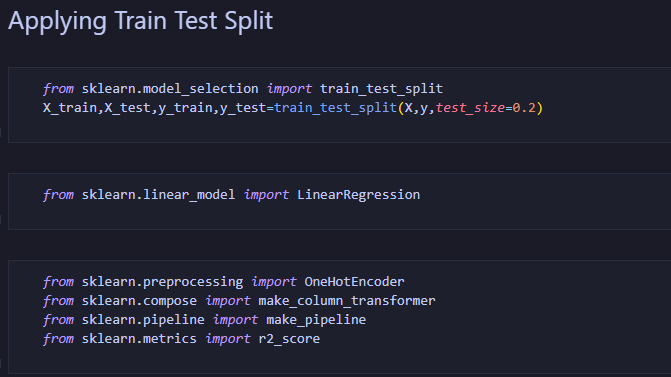 Applying Train Test Split
from sklearn.model_selection import train_test_split
X_train,X_test,y_train,y_test=train_test_split(X,y,test_size=0.2)
from sklearn.linear_model import LinearRegression
from sklearn.preprocessing import OneHotEncoder
from sklearn.compose import make_column_transformer
from sklearn.pipeline import make_pipeline
from sklearn.metrics import r2_score